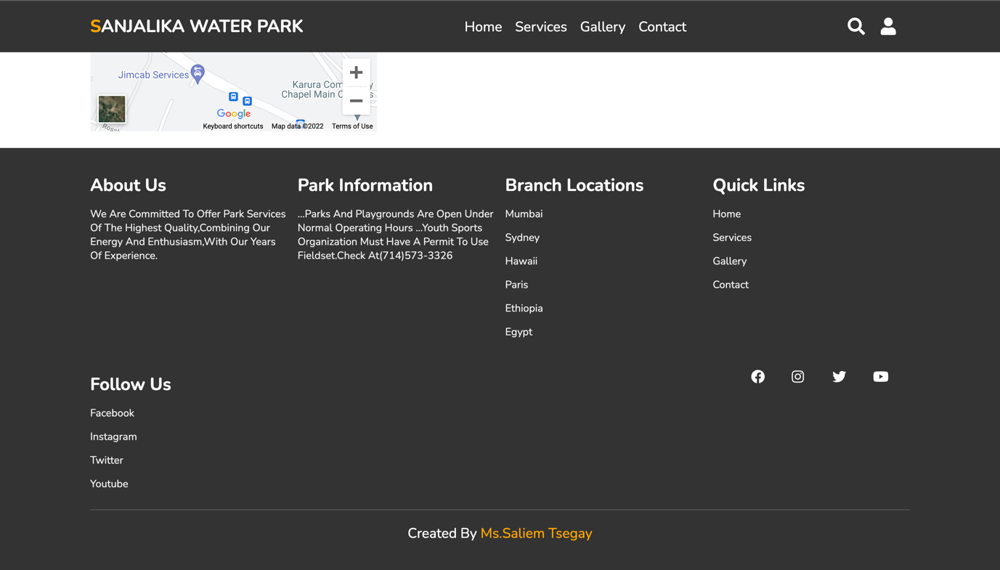 SANJALIKA WATER PARK
Home Services Gallery Contact
Jimcab Services
Karura Com y
Chapel Main C s
Google
Keyboard shortcuts Map data ©2022 Terms of Use
About Us
We Are Committed To Offer Park Services
Of The Highest Quality,Combining Our
Energy And Enthusiasm,With Our Years
Of Experience.
Park Information
...Parks And Playgrounds Are Open Under
Normal Operating Hours ...Youth Sports
Organization Must Have A Permit To Use
Fieldset.Check At(714)573-3326
Branch Locations
Mumbai
Sydney
Hawaii
Paris
Ethiopia
Egypt
Quick Links
Home
Services
Gallery
Contact
Follow Us
Facebook
Instagram
Twitter
Youtube
Created By Ms.Saliem Tsegay